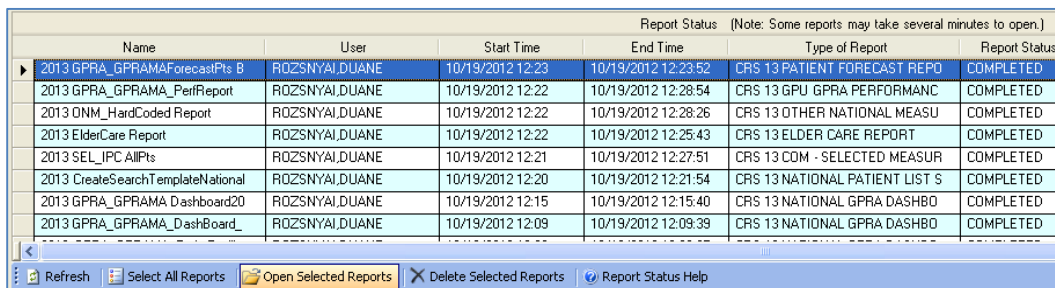 Report Status (Note: Some reports may take several minutes to open.)
Name User Start Time End Time Type of Report Report Status
2013 GPRA_GPRAMAForecastPts B ROZSNYAI,DUANE 10/19/2012 12:23 10/19/2012 12:23:52 CRS 13 PATIENT FORECAST REPO COMPLETED
2013 GPRA_GPRAMA_PerfReport ROZSNYAI,DUANE 10/19/2012 12:22 10/19/2012 12:28:54 CRS 13 GPU GPRA PERFORMANC COMPLETED
2013 ONM_HardCoded Report ROZSNYAI,DUANE 10/19/2012 12:22 10/19/2012 12:28:26 CRS 13 OTHER NATIONAL MEASU COMPLETED
2013 ElderCare Report ROZSNYAI,DUANE 10/19/2012 12:22 10/19/2012 12:25:43 CRS 13 ELDER CARE REPORT COMPLETED
2013 SEL_IPC AllPts ROZSNYAI,DUANE 10/19/2012 12:21 10/19/2012 12:27:51 CRS 13 COM - SELECTED MEASUR COMPLETED
2013 CreateSearchTemplateNational ROZSNYAI,DUANE 10/19/2012 12:20 10/19/2012 12:21:54 CRS 13 NATIONAL PATIENT LIST S COMPLETED
2013 GPRA_GPRAMA Dashboard20 ROZSNYAI,DUANE 10/19/2012 12:15 10/19/2012 12:15:40 CRS 13 NATIONAL GPRA DASHBO COMPLETED
2013 GPRA_GPRAMA_DashBoard_ ROZSNYAI,DUANE 10/19/2012 12:09 10/19/2012 12:09:39 CRS 13 NATIONAL GPRA DASHBO COMPLETED
Refresh Select All Reports Open Selected Reports Delete Selected Reports Report Status Help